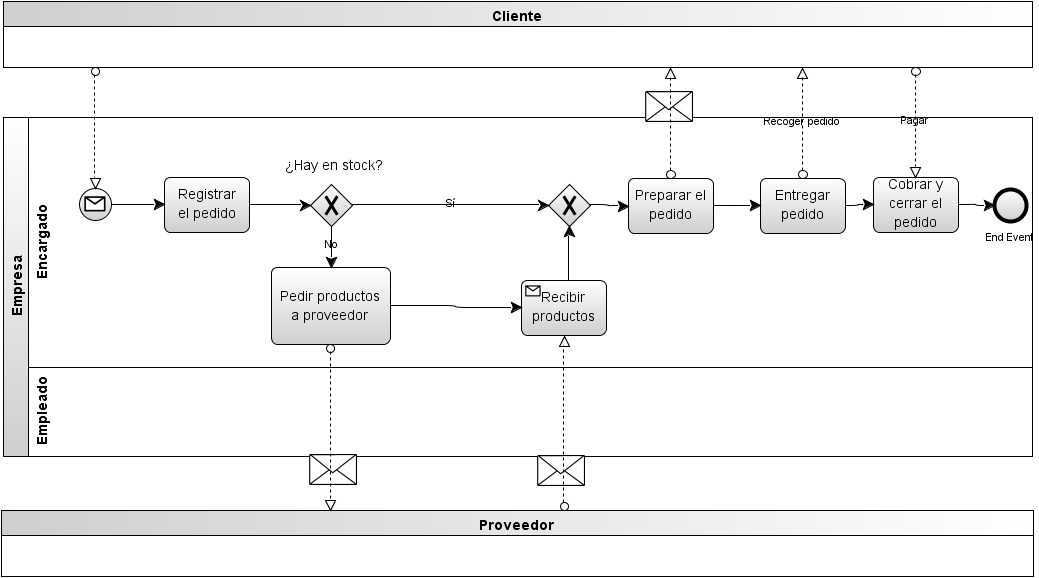 Cliente
Recoger pedido
Pagar
¿Hay en stock?
Registrar
el pedido
Sí
Preparar el
pedido
Entregar
pedido
Cobrar y
cerrar el
pedido
End Event
No
Pedir productos
a proveedor
Recibir
productos
Empresa
Encargado
Empleado
Proveedor